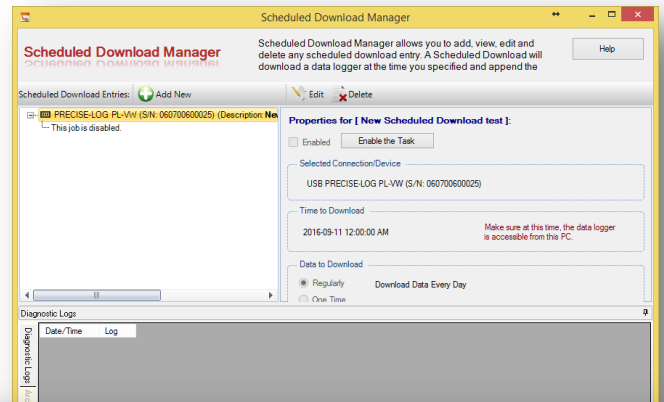 Scheduled Download Manager
Scheduled Download Manager
Scheduled Download Manager allows you to add, view, edit and
delete any scheduled download entry. A Scheduled Download will
download a data logger at the time you specified and append the
Help
Scheduled Download Entries: Add New
Edit Delete
PRECISE-LOG PL-VW (S/N: 060700600025) (Description: Ne
This job is disabled.
Properties for [ New Scheduled Download test ]:
Enabled Enable the Task
Selected Connection/Device
USB PRECISE-LOG PL-VW (S/N: 060700600025)
Time to Download
2016-09-11 12:00:00 AM
Make sure at this time, the data logger
is accessible from this PC.
Data to Download
Regularly Download Data Every Day
One Time
Diagnostic Logs
Date/Time Log
Diagnostic Logs